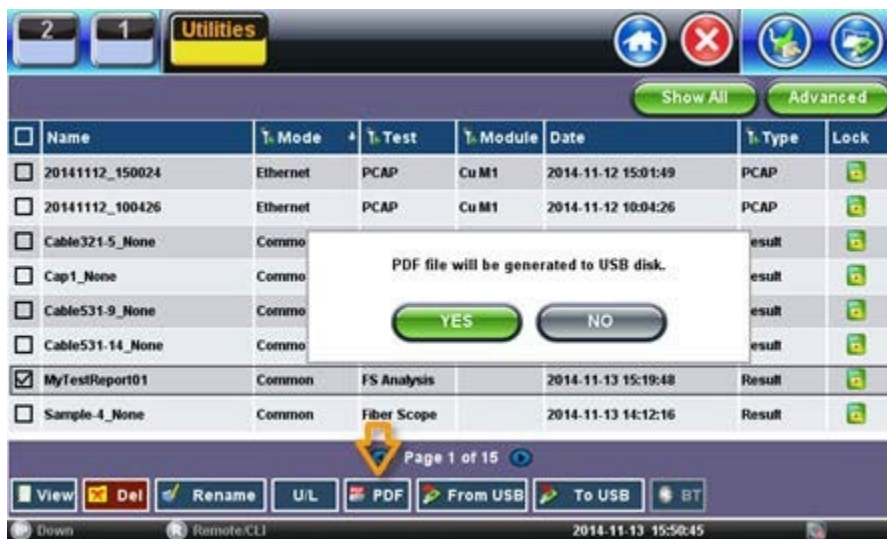 2 1 Utilities
Show All Advanced
Name Mode Test Module Date Type Lock
20141112_150024 Ethernet PCAP Cu M1 2014-11-12 15:01:49 PCAP
20141112_100426 Ethernet PCAP Cu M1 2014-11-12 10:04:26 PCAP
Cable321-5_None Commo esult
Cap1_None Commo esult
Cable531-9_None Commo esult
Cable531-14_None Commo esult
PDF file will be generated to USB disk.
YES NO
MyTestReport01 Common FS Analysis 2014-11-13 15:19:48 Result
Sample-4_None Common Fiber Scope 2014-11-13 14:12:16 Result
Page 1 of 15
View Del Rename U/L PDF From USB To USB BT
Down R Remote/CLI 2014-11-13 15:50:45